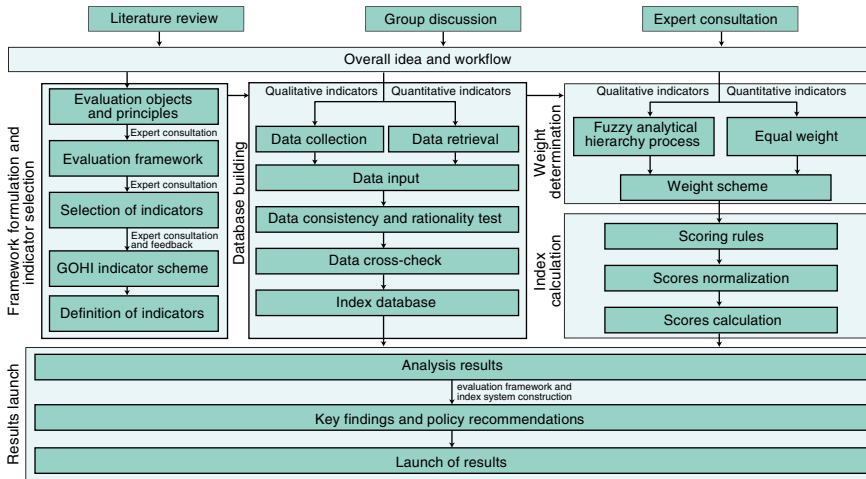 Literature review
Group discussion
Expert consultation
Overall idea and workflow
Framework formulation and
indicator selection
Evaluation objects
and principles
Expert consultation
Evaluation framework
Expert consultation
Selection of indicators
Expert consultation
and feedback
GOHI indicator scheme
Definition of indicators
Database building
Qualitative indicators
Quantitative indicators
Data collection
Data retrieval
Data input
Data consistency and rationality test
Data cross-check
Index database
Weight
determination
Qualitative indicators
Quantitative indicators
Fuzzy analytical
hierarchy process
Equal weight
Weight scheme
Index
calculation
Scoring rules
Scores normalization
Scores calculation
Results launch
Analysis results
evaluation framework and
index system construction
Key findings and policy recommendations
Launch of results